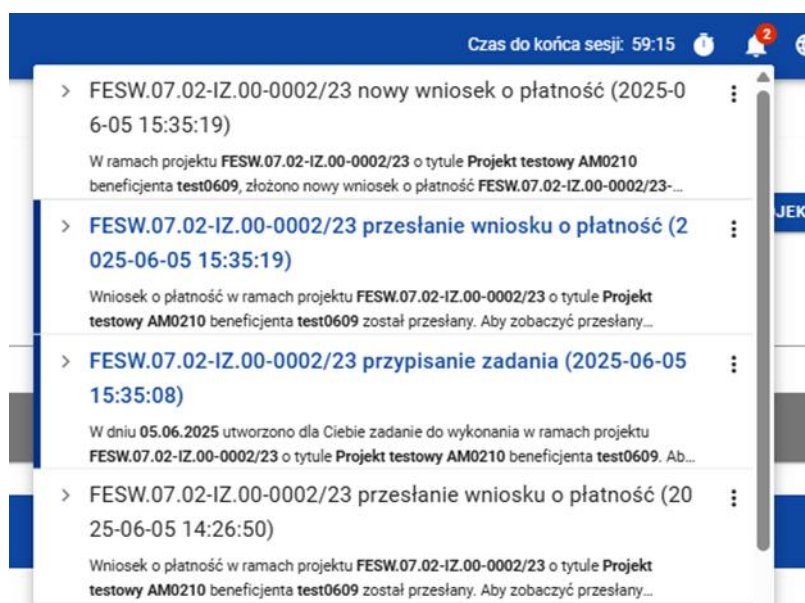 Czas do końca sesji: 59:15
2
FESW.07.02-IZ.00-0002/23 nowy wniosek o płatność (2025-0
6-05 15:35:19)
W ramach projektu FESW.07.02-IZ.00-0002/23 o tytule Projekt testowy AM0210
beneficjenta test0609, złożono nowy wniosek o płatność FESW.07.02-IZ.00-0002/23-...
JEK
FESW.07.02-IZ.00-0002/23 przesłanie wniosku o płatność (2
025-06-05 15:35:19)
Wniosek o płatność w ramach projektu FESW.07.02-IZ.00-0002/23 o tytule Projekt
testowy AM0210 beneficjenta test0609 został przesłany. Aby zobaczyć przesłany...
FESW.07.02-IZ.00-0002/23 przypisanie zadania (2025-06-05
15:35:08)
W dniu 05.06.2025 utworzono dla Ciebie zadanie do wykonania w ramach projektu
FESW.07.02-IZ.00-0002/23 o tytule Projekt testowy AM0210 beneficjenta test0609. Ab...
FESW.07.02-IZ.00-0002/23 przesłanie wniosku o płatność (20
25-06-05 14:26:50)
Wniosek o płatność w ramach projektu FESW.07.02-IZ.00-0002/23 o tytule Projekt
testowy AM0210 beneficjenta test0609 został przesłany. Aby zobaczyć przesłany...